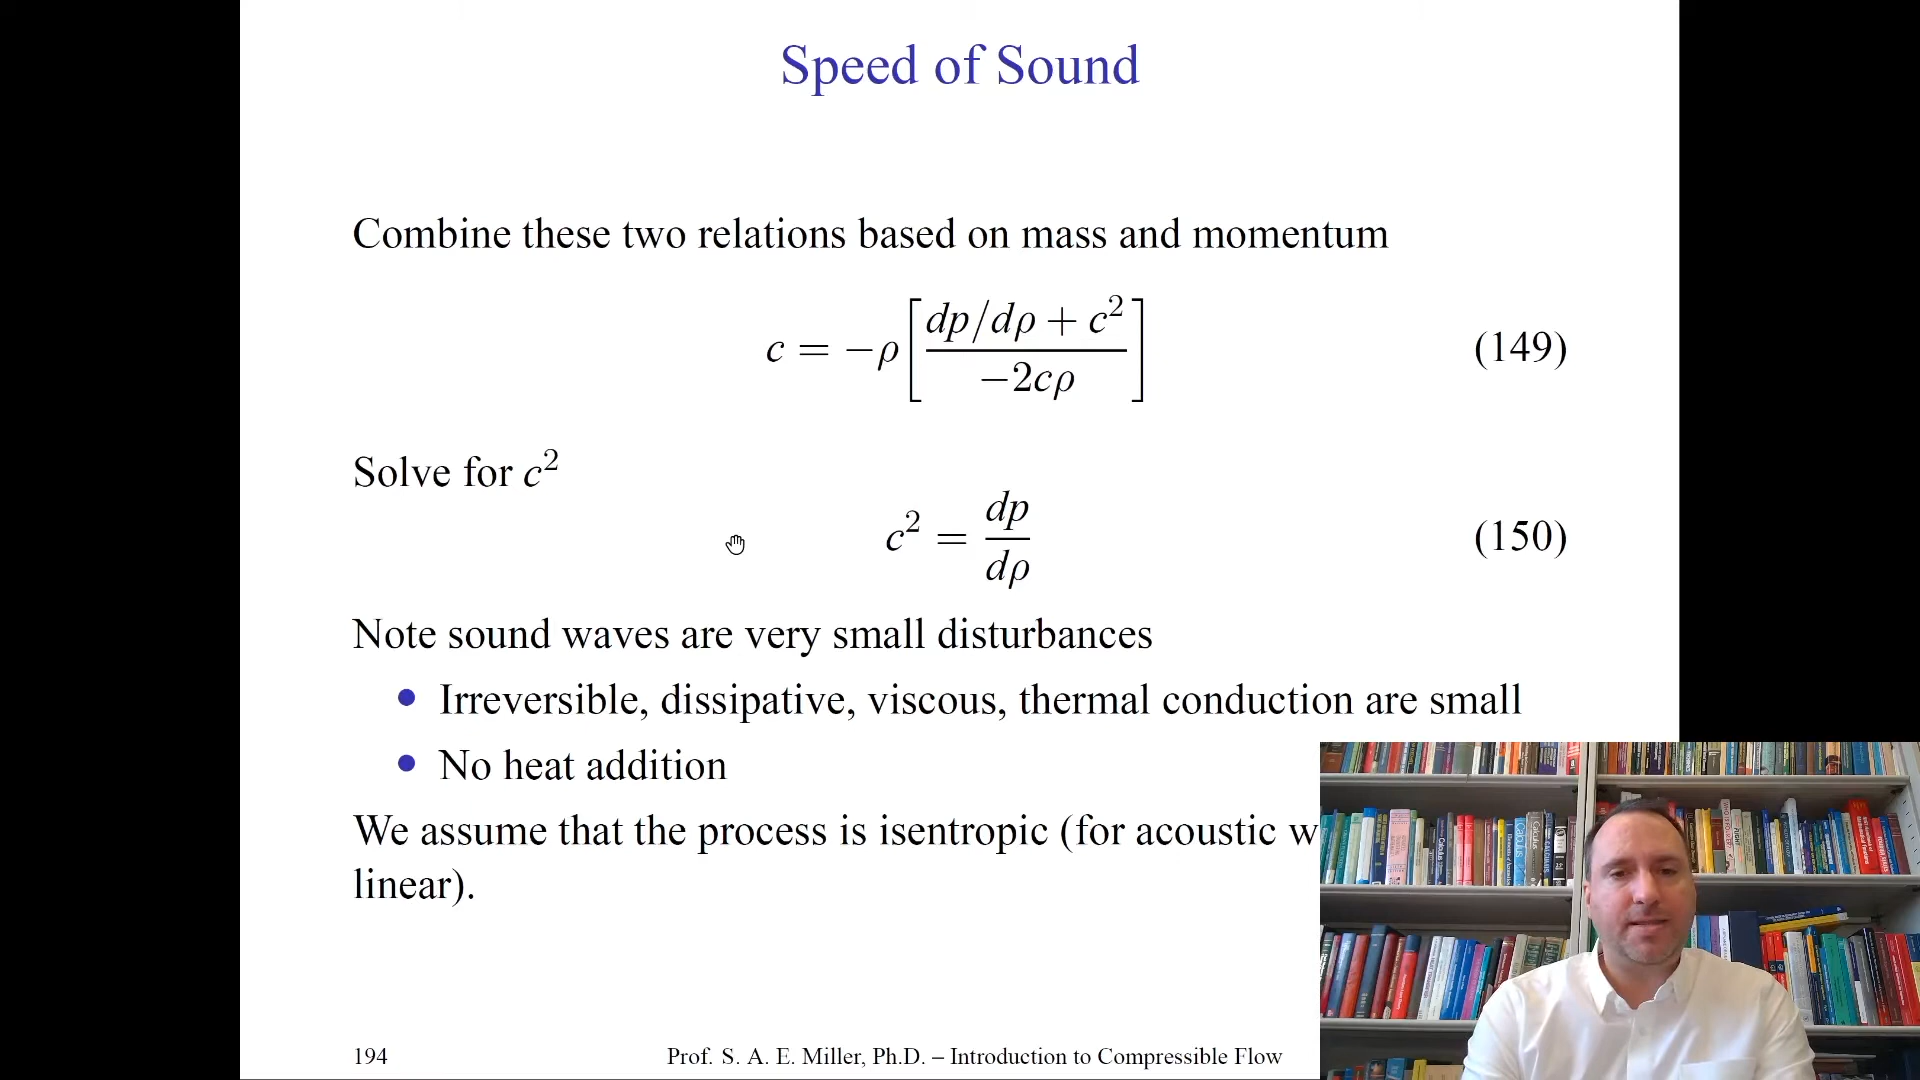 Speed of Sound
Combine these two relations based on mass and momentum
c = −ρ [ (dp/dρ + c²) / (−2cρ) ] (149)
Solve for c²
c² = dp/dρ (150)
Note sound waves are very small disturbances
• Irreversible, dissipative, viscous, thermal conduction are small
• No heat addition
We assume that the process is isentropic (for acoustic w
linear).
194 Prof. S. A. E. Miller, Ph.D. – Introduction to Compressible Flow